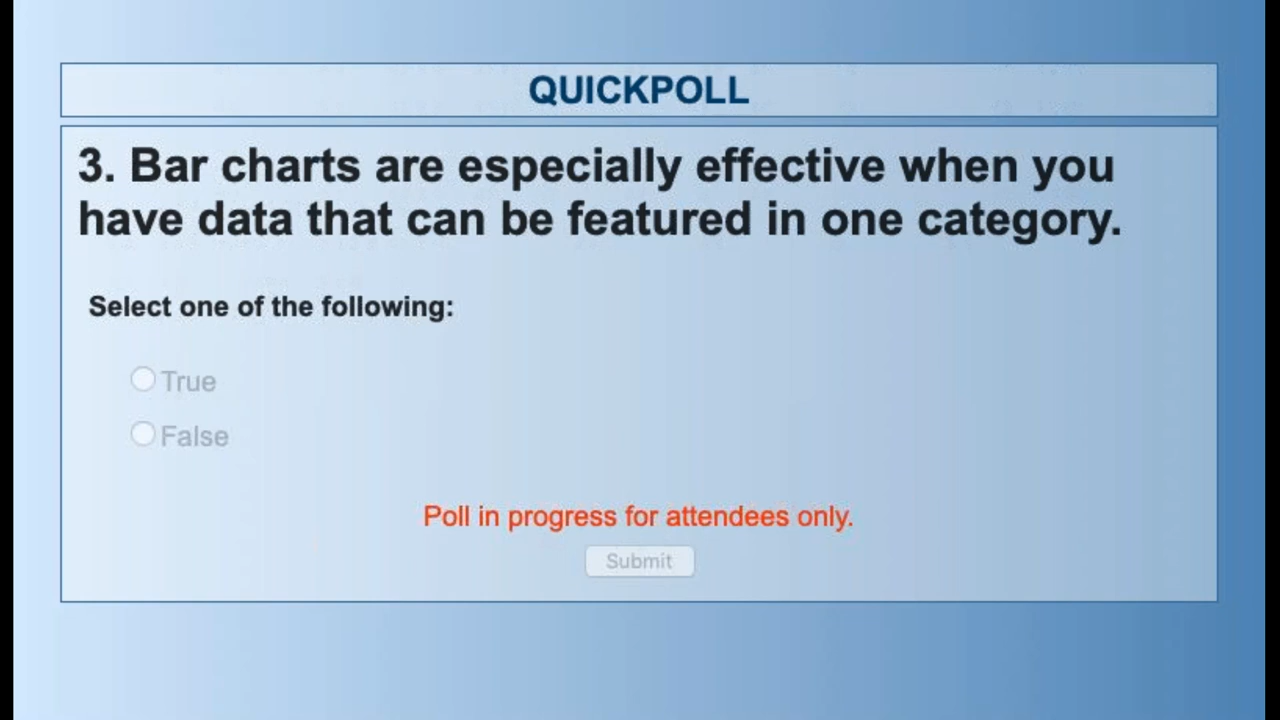 QUICKPOLL
3. Bar charts are especially effective when you
have data that can be featured in one category.
Select one of the following:
True
False
Poll in progress for attendees only.
Submit